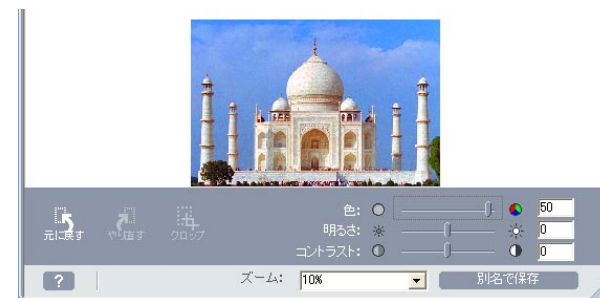 色: 50
元に戻す やり直す クロップ 明るさ: 0
コントラスト: 0
? ズーム: 10% 別名で保存